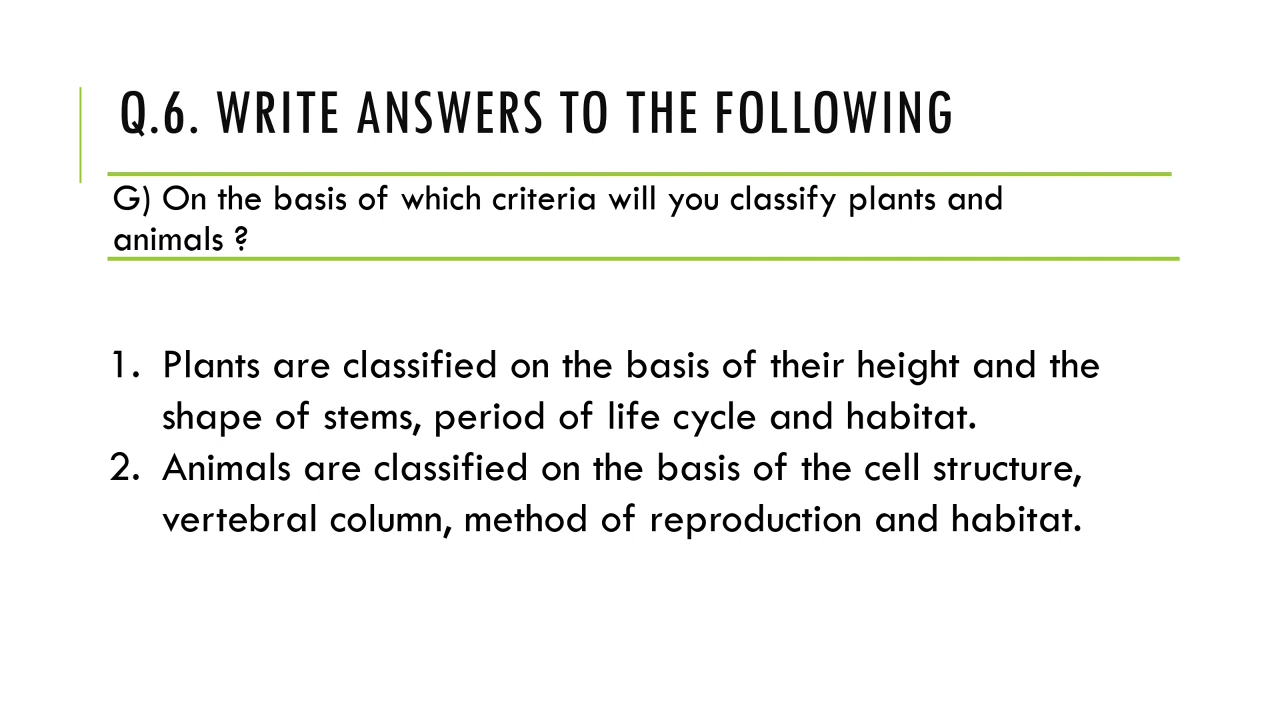 Q.6. WRITE ANSWERS TO THE FOLLOWING
G) On the basis of which criteria will you classify plants and
animals ?
1. Plants are classified on the basis of their height and the
shape of stems, period of life cycle and habitat.
2. Animals are classified on the basis of the cell structure,
vertebral column, method of reproduction and habitat.